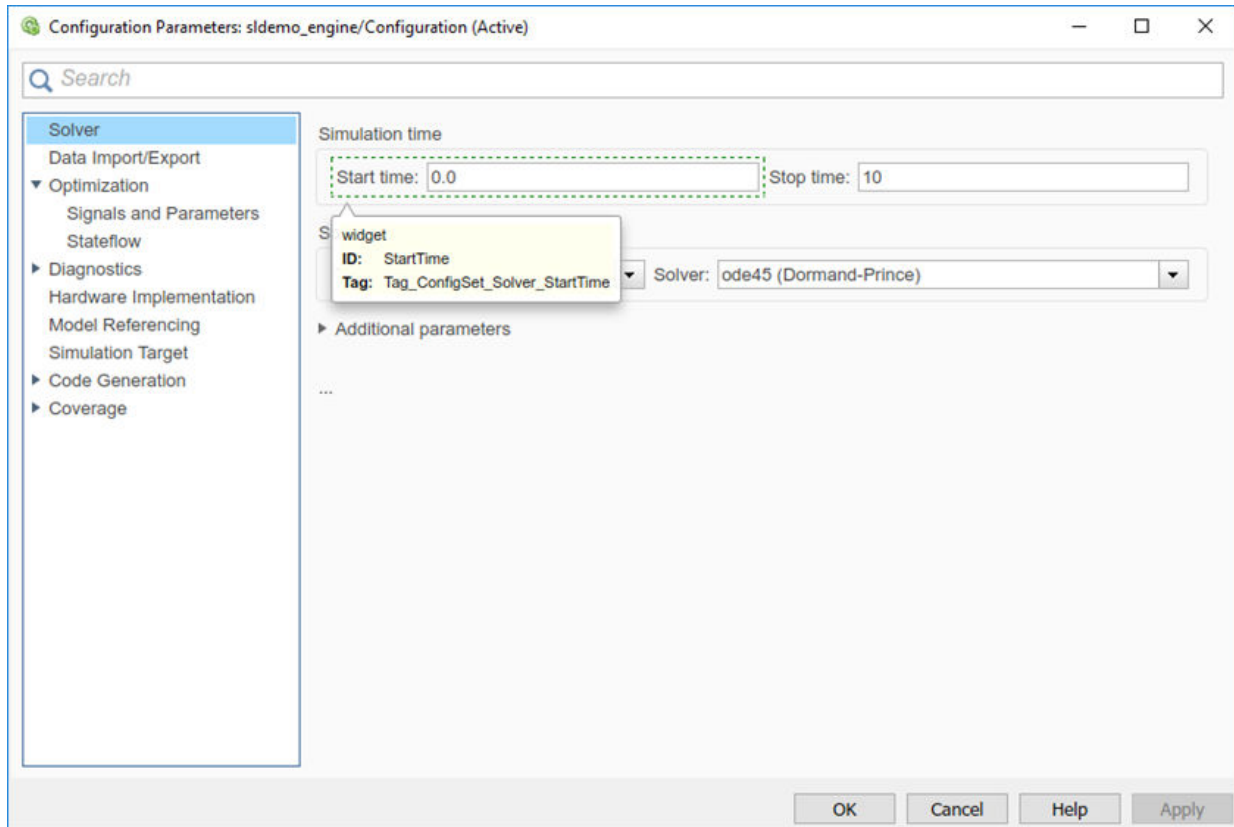 Configuration Parameters: sldemo_engine/Configuration (Active)
Search
Solver
Data Import/Export
Optimization
Signals and Parameters
Stateflow
Diagnostics
Hardware Implementation
Model Referencing
Simulation Target
Code Generation
Coverage
Simulation time
Start time: 0.0 Stop time: 10
S
widget
ID: StartTime
Tag: Tag_ConfigSet_Solver_StartTime
Solver: ode45 (Dormand-Prince)
Additional parameters
...
OK Cancel Help Apply